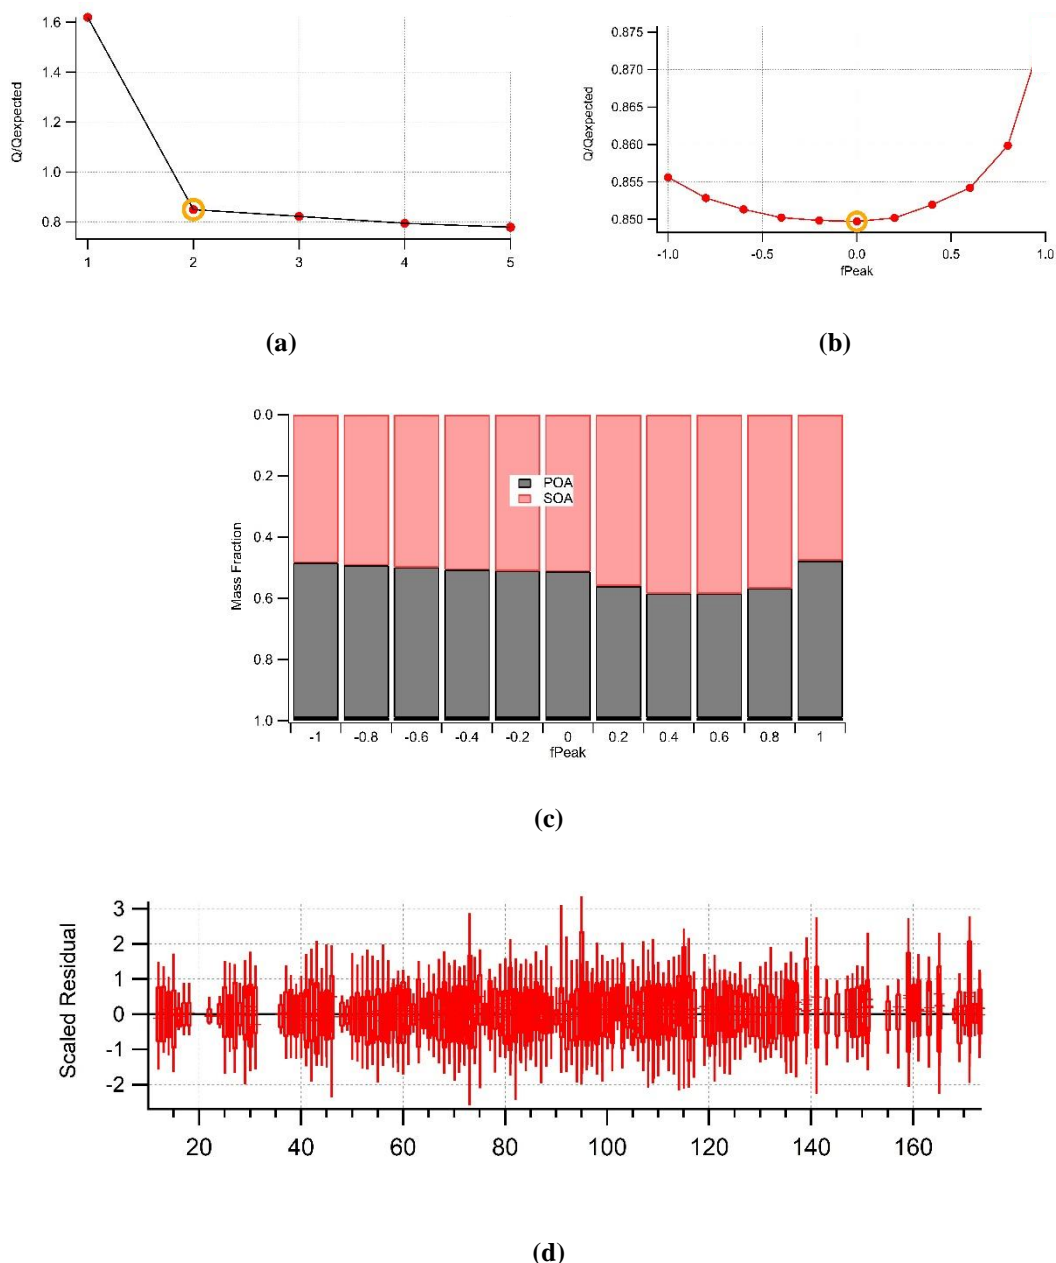 1.6
1.4
1.2
1.0
0.8
Q/Qexpected
1 2 3 4 5
0.875
0.870
0.865
0.860
0.855
0.850
Q/Qexpected
-1.0 -0.5 0.0 0.5 1.0
fPeak
(a) (b)
0.0
0.2
0.4
0.6
0.8
1.0
Mass Fraction
POA
SOA
-1 -0.8 -0.6 -0.4 -0.2 0 0.2 0.4 0.6 0.8 1
fPeak
(c)
3
2
1
0
-1
-2
Scaled Residual
20 40 60 80 100 120 140 160
(d)